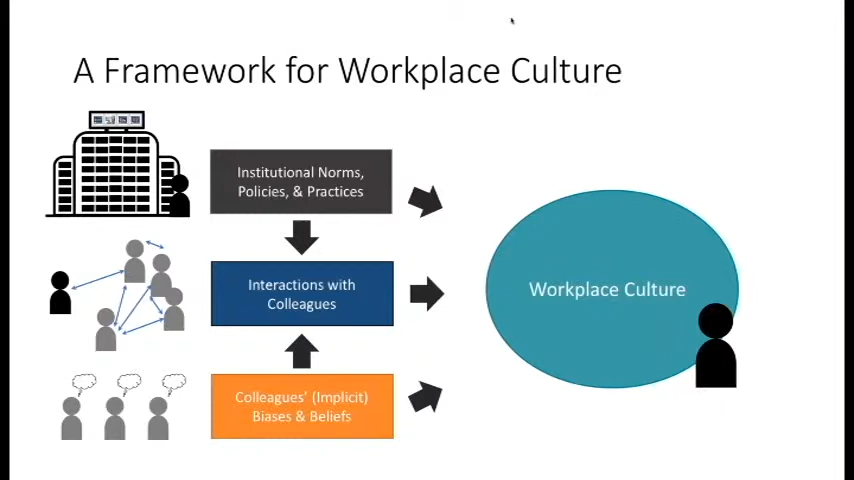 A Framework for Workplace Culture
Institutional Norms,
Policies, & Practices
Interactions with
Colleagues
Workplace Culture
Colleagues' (Implicit)
Biases & Beliefs